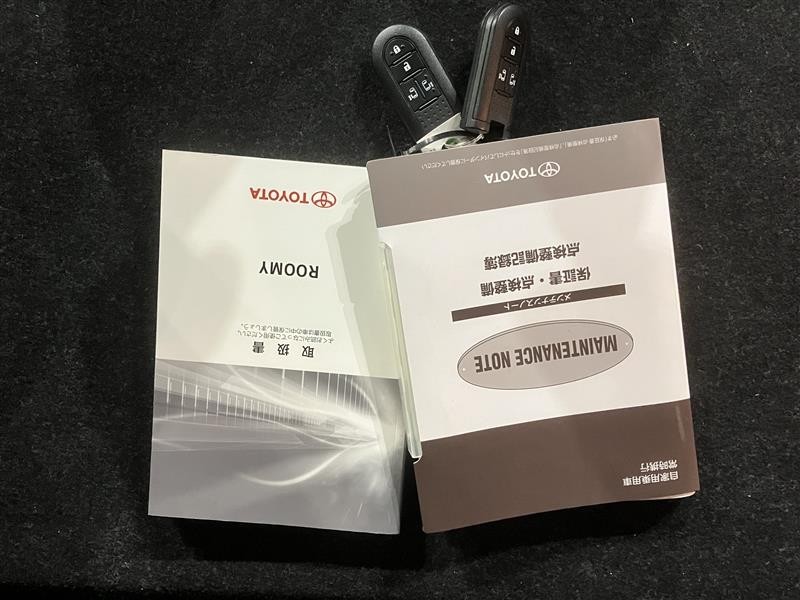 TOYOTA
ROOMY
取扱書
よくお読みになってご使用ください。
取扱書は車の中に保管しましょう。
自家用乗用車
常時携行
MAINTENANCE NOTE
メンテナンスノート
保証書・点検整備
点検整備記録簿
TOYOTA